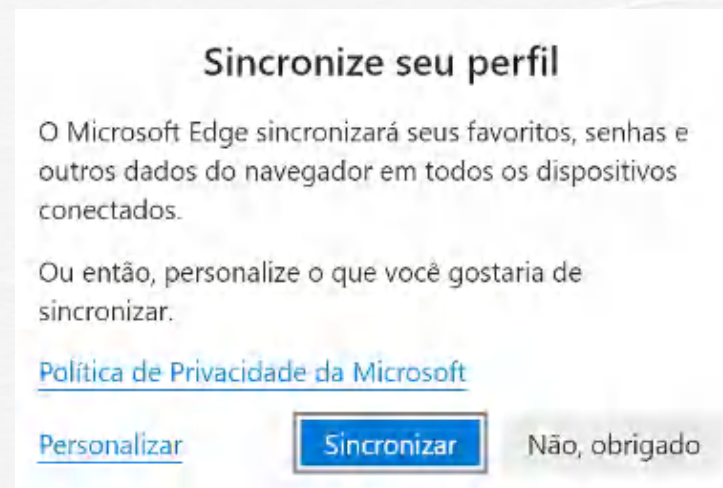 Sincronize seu perfil
O Microsoft Edge sincronizará seus favoritos, senhas e
outros dados do navegador em todos os dispositivos
conectados.
Ou então, personalize o que você gostaria de
sincronizar.
Política de Privacidade da Microsoft
Personalizar Sincronizar Não, obrigado